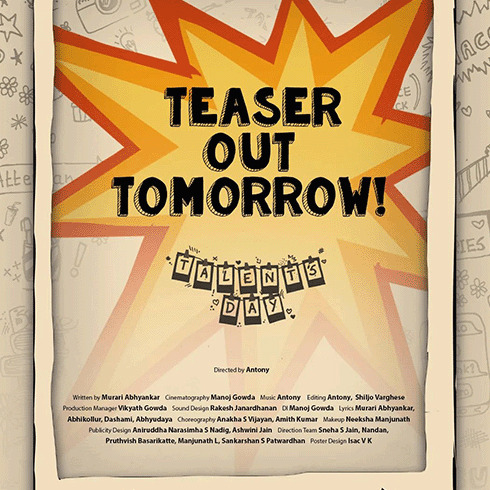 TEASER
OUT
TOMORROW!
TALENT'S
DAY
Directed by Antony
Written by Murari Abhyankar Cinematography Manoj Gowda Music Antony Editing Antony, Shiljo Varghese
Production Manager Vikyath Gowda Sound Design Rakesh Janardhanan DI Manoj Gowda Lyrics Murari Abhyankar,
Abhikollur, Dashami, Abhyudaya Choreography Anakha S Vijayan, Amith Kumar Makeup Neeksha Manjunath
Publicity Design Aniruddha Narasimha S Nadig, Ashwini Jain Direction Team Sneha S Jain, Nandan,
Pruthvish Basarikatte, Manjunath L, Sankarshan S Patwardhan Poster Design Isac V K